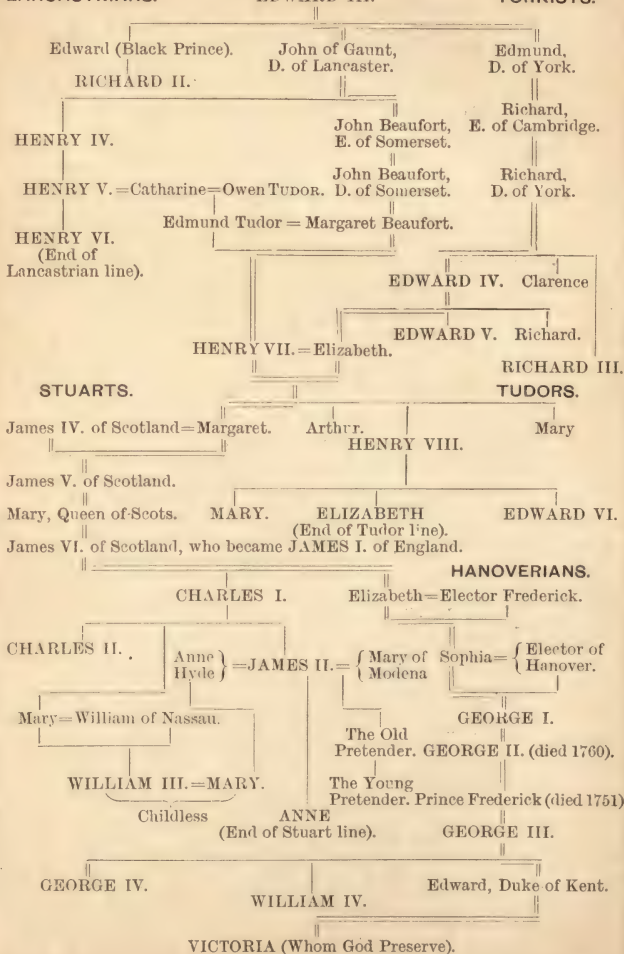 LANCASTRIANS. EDWARD III. YORKISTS.
Edward (Black Prince). John of Gaunt, Edmund,
D. of Lancaster. D. of York.
RICHARD II.
Richard,
John Beaufort, E. of Cambridge.
HENRY IV. E. of Somerset.
John Beaufort, Richard,
HENRY V.=Catharine=Owen TUDOR. D. of Somerset. D. of York.
Edmund Tudor = Margaret Beaufort.
HENRY VI.
(End of
Lancastrian line).
EDWARD IV. Clarence
EDWARD V. Richard.
HENRY VII.=Elizabeth.
RICHARD III.
STUARTS. TUDORS.
James IV. of Scotland=Margaret. Arthur. Mary
HENRY VIII.
James V. of Scotland.
Mary, Queen of Scots. MARY. ELIZABETH EDWARD VI.
(End of Tudor line).
James VI. of Scotland, who became JAMES I. of England.
HANOVERIANS.
CHARLES I. Elizabeth=Elector Frederick.
CHARLES II. Anne Hyde } =JAMES II.= { Mary of Modena Sophia= { Elector of Hanover.
Mary=William of Nassau. GEORGE I.
The Old
Pretender. GEORGE II. (died 1760).
WILLIAM III.=MARY. The Young
Pretender. Prince Frederick (died 1751)
Childless ANNE
(End of Stuart line). GEORGE III.
GEORGE IV. Edward, Duke of Kent.
WILLIAM IV.
VICTORIA (Whom God Preserve).